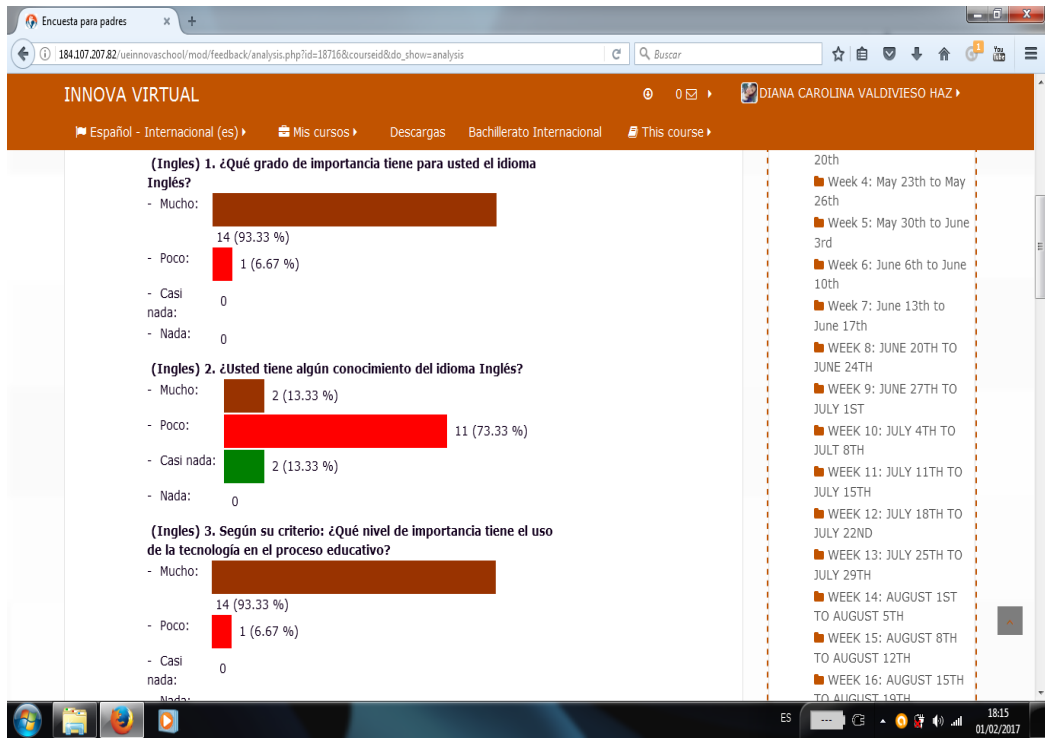 Encuesta para padres
184.107.207.82/ueinnovaschool/mod/feedback/analysis.php?id=18716&courseid&do_show=analysis
Buscar
1
You
INNOVA VIRTUAL
0
DIANA CAROLINA VALDIVIESO HAZ
Español - Internacional (es)
Mis cursos
Descargas
Bachillerato Internacional
This course
(Ingles) 1. ¿Qué grado de importancia tiene para usted el idioma
Inglés?
- Mucho:
14 (93.33 %)
- Poco:
1 (6.67 %)
- Casi
nada:
0
- Nada:
0
(Ingles) 2. ¿Usted tiene algún conocimiento del idioma Inglés?
- Mucho:
2 (13.33 %)
- Poco:
11 (73.33 %)
- Casi nada:
2 (13.33 %)
- Nada:
0
(Ingles) 3. Según su criterio: ¿Qué nivel de importancia tiene el uso
de la tecnología en el proceso educativo?
- Mucho:
14 (93.33 %)
- Poco:
1 (6.67 %)
- Casi
nada:
0
- Nada:
20th
Week 4: May 23th to May
26th
Week 5: May 30th to June
3rd
Week 6: June 6th to June
10th
Week 7: June 13th to
June 17th
WEEK 8: JUNE 20TH TO
JUNE 24TH
WEEK 9: JUNE 27TH TO
JULY 1ST
WEEK 10: JULY 4TH TO
JULT 8TH
WEEK 11: JULY 11TH TO
JULY 15TH
WEEK 12: JULY 18TH TO
JULY 22ND
WEEK 13: JULY 25TH TO
JULY 29TH
WEEK 14: AUGUST 1ST
TO AUGUST 5TH
WEEK 15: AUGUST 8TH
TO AUGUST 12TH
WEEK 16: AUGUST 15TH
TO AUGUST 19TH
ES
---
18:15
01/02/2017